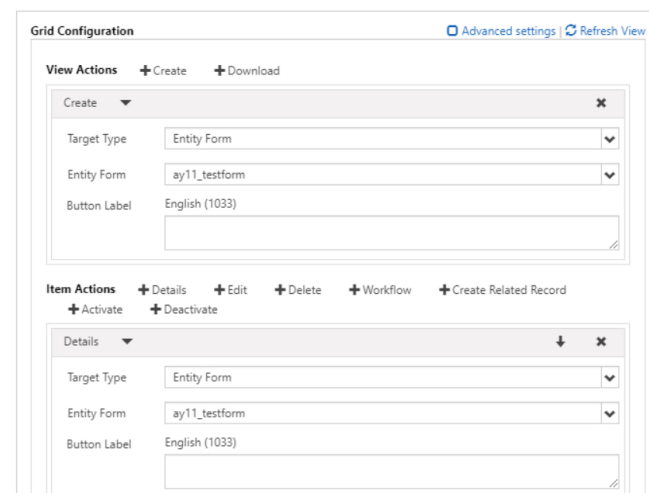 Grid Configuration Advanced settings | Refresh View
View Actions Create Download
Create
Target Type Entity Form
Entity Form ay11_testform
Button Label English (1033)
Item Actions Details Edit Delete Workflow Create Related Record
Activate Deactivate
Details
Target Type Entity Form
Entity Form ay11_testform
Button Label English (1033)